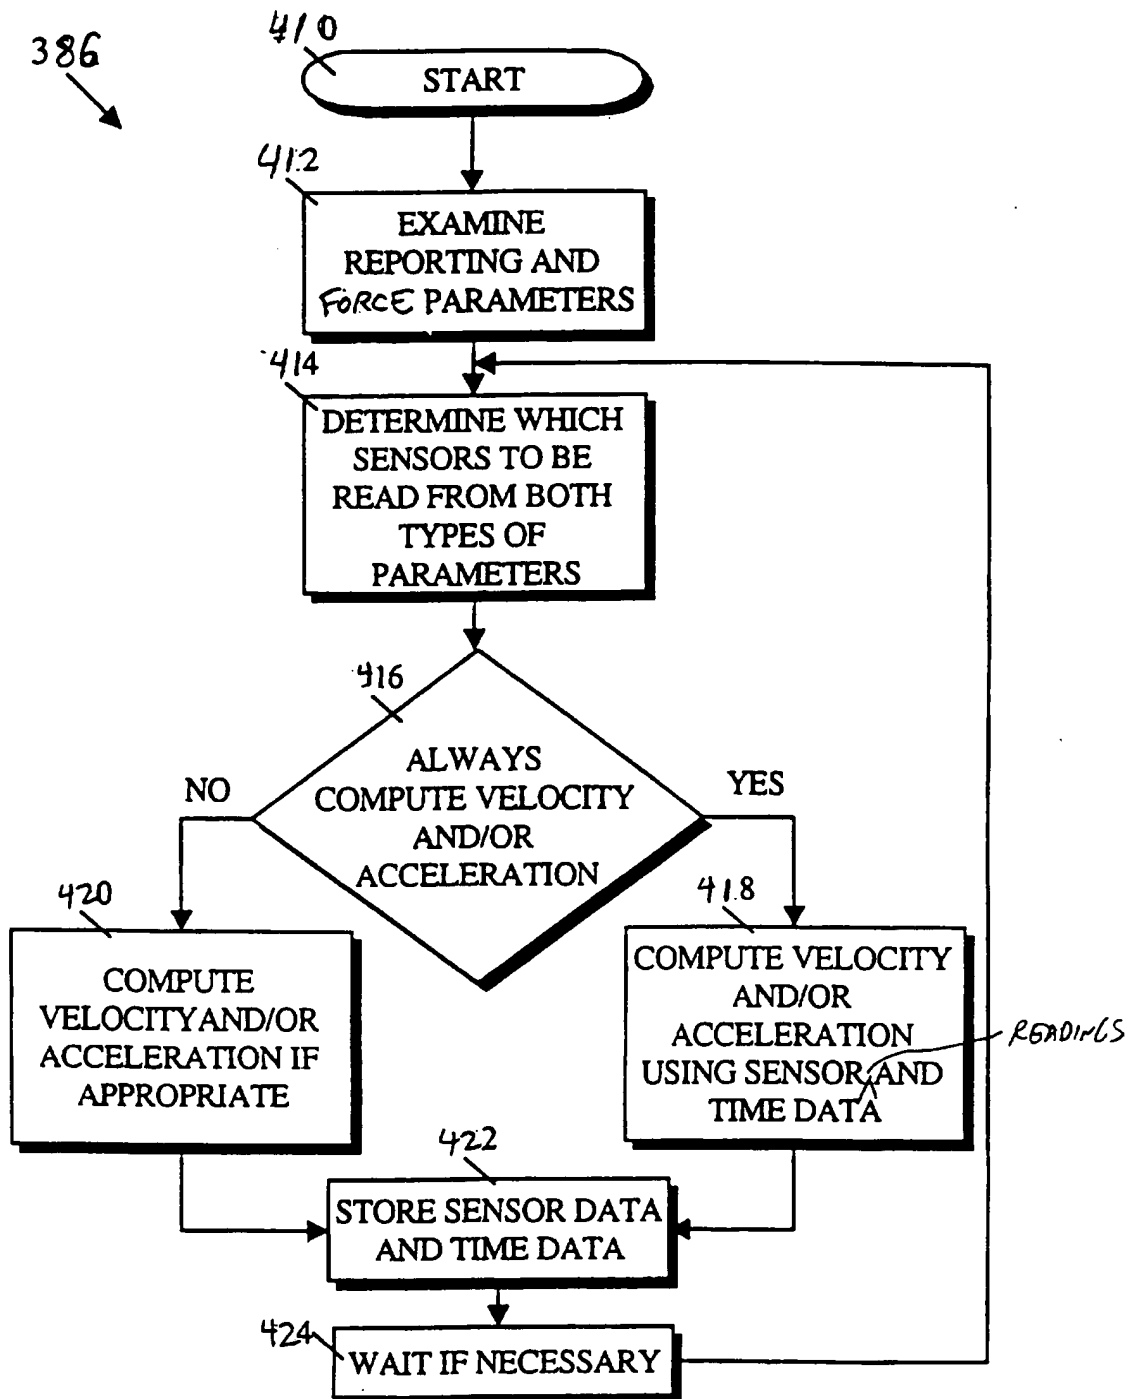 386
410
START
412
EXAMINE
REPORTING AND
FORCE PARAMETERS
414
DETERMINE WHICH
SENSORS TO BE
READ FROM BOTH
TYPES OF
PARAMETERS
416
ALWAYS
COMPUTE VELOCITY
AND/OR
ACCELERATION
NO
YES
420
COMPUTE
VELOCITYAND/OR
ACCELERATION IF
APPROPRIATE
418
COMPUTE VELOCITY
AND/OR
ACCELERATION
USING SENSOR AND
TIME DATA
READINGS
422
STORE SENSOR DATA
AND TIME DATA
424
WAIT IF NECESSARY